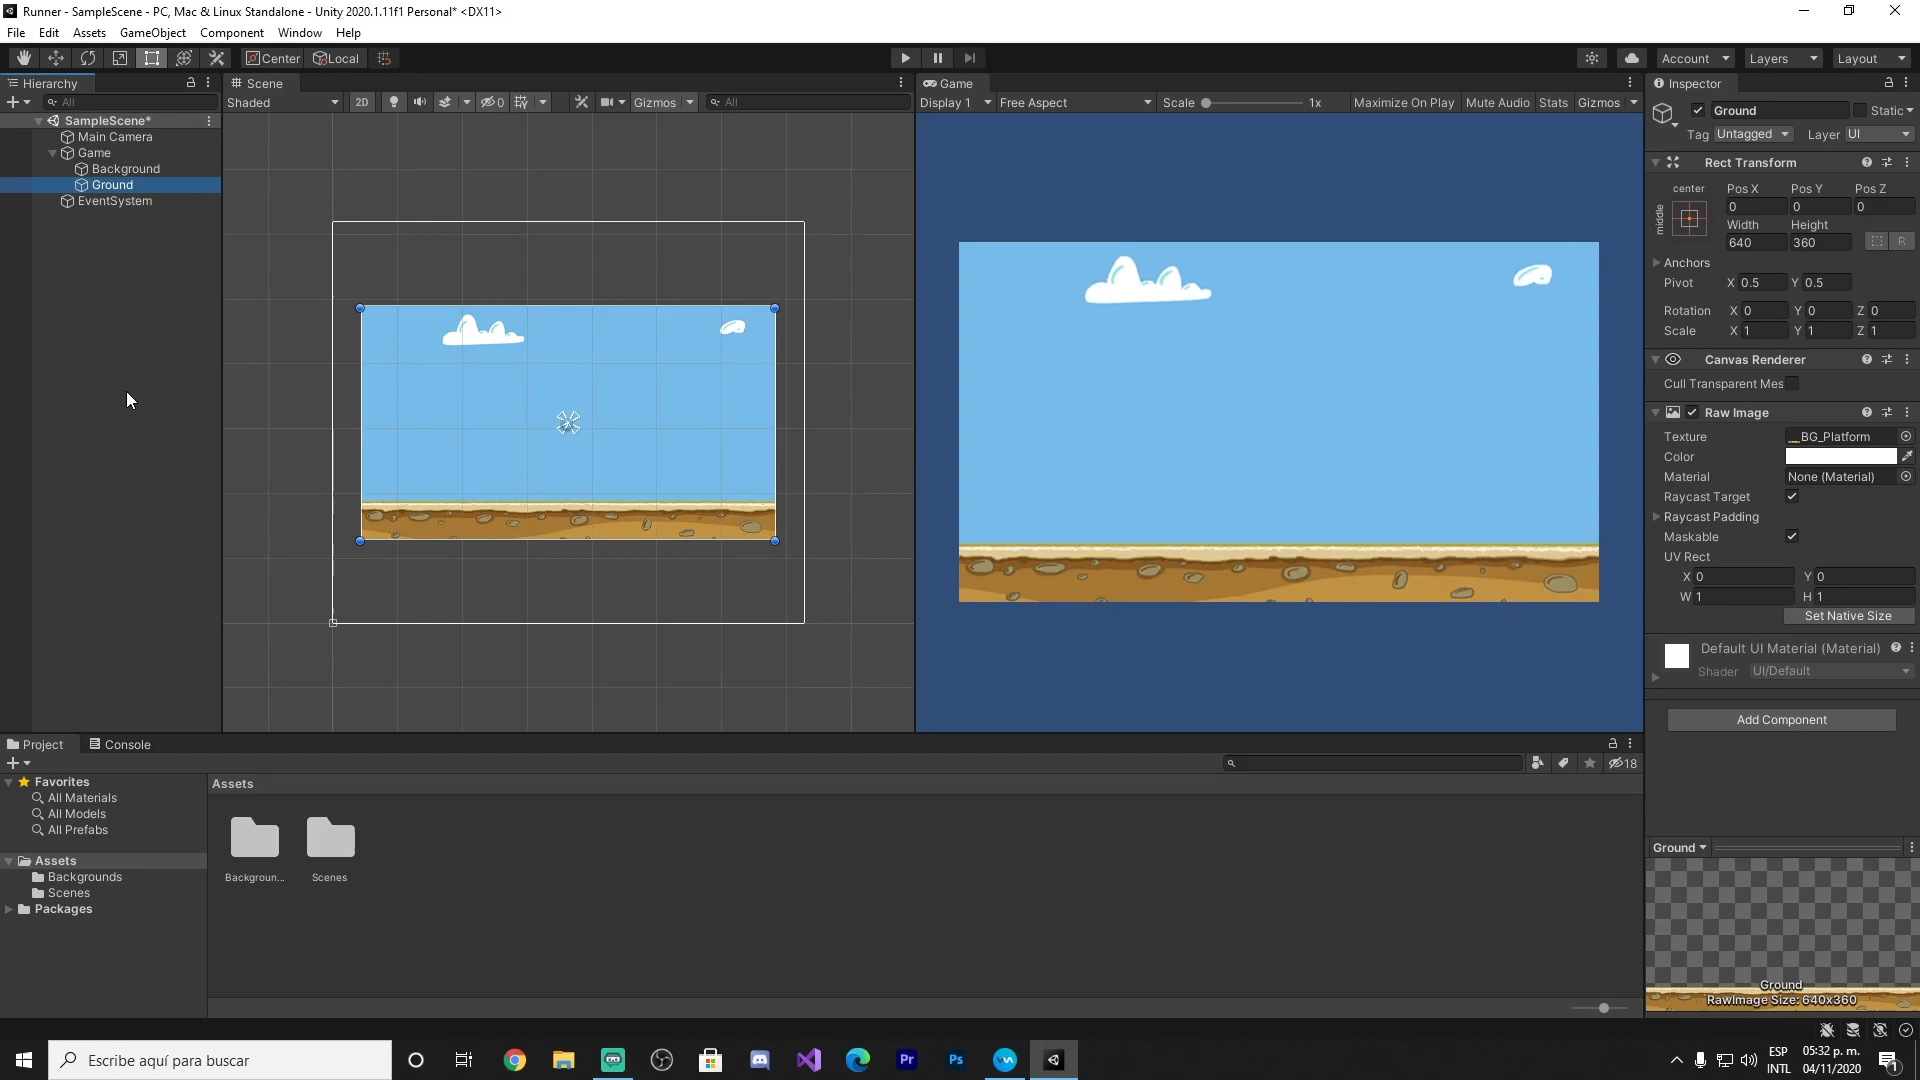 Runner - SampleScene - PC, Mac & Linux Standalone - Unity 2020.1.11f1 Personal* <DX11>
File Edit Assets GameObject Component Window Help
Center Local
Account Layers Layout
Hierarchy
All
SampleScene*
Main Camera
Game
Background
Ground
EventSystem
Scene
Shaded 2D 0 Gizmos All
Game
Display 1 Free Aspect Scale 1x Maximize On Play Mute Audio Stats Gizmos
Inspector
Ground Static
Tag Untagged Layer UI
Rect Transform
center Pos X Pos Y Pos Z
middle
0 0 0
Width Height
640 360 R
Anchors
Pivot X 0.5 Y 0.5
Rotation X 0 Y 0 Z 0
Scale X 1 Y 1 Z 1
Canvas Renderer
Cull Transparent Mes
Raw Image
Texture __BG_Platform
Color
Material None (Material)
Raycast Target
Raycast Padding
Maskable
UV Rect
X 0 Y 0
W 1 H 1
Set Native Size
Default UI Material (Material)
Shader UI/Default
Add Component
Ground
Ground
RawImage Size: 640x360
Project Console
18
Favorites
All Materials
All Models
All Prefabs
Assets
Backgrounds
Scenes
Packages
Assets
Backgroun...
Scenes
Escribe aquí para buscar
Pr
Ps
ESP
INTL
05:32 p. m.
04/11/2020
1